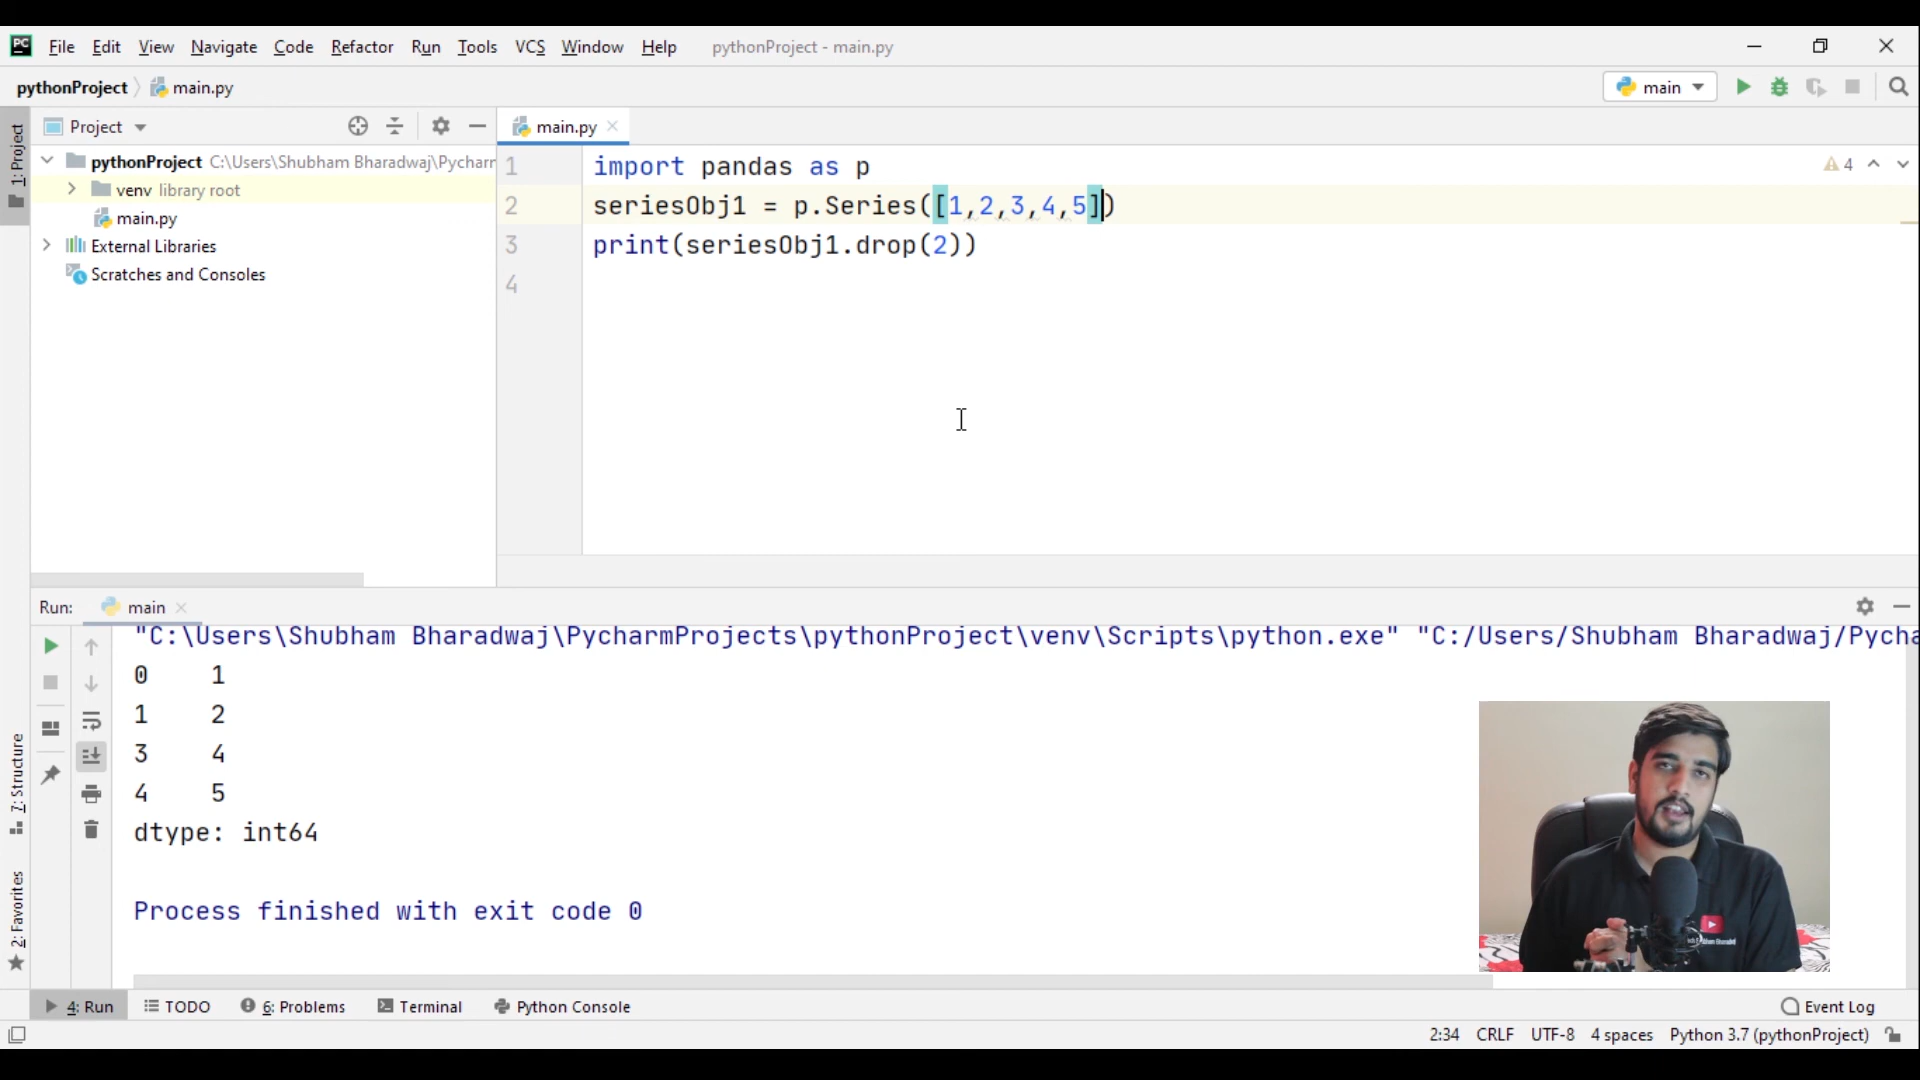 PC File Edit View Navigate Code Refactor Run Tools VCS Window Help pythonProject - main.py
pythonProject main.py main
1: Project
Project main.py
pythonProject C:\Users\Shubham Bharadwaj\Pycharm
venv library root
main.py
External Libraries
Scratches and Consoles
1 import pandas as p
4
2 seriesObj1 = p.Series([1,2,3,4,5])
3 print(seriesObj1.drop(2))
4
Run: main
"C:\Users\Shubham Bharadwaj\PycharmProjects\pythonProject\venv\Scripts\python.exe" "C:/Users/Shubham Bharadwaj/Pycha
0 1
1 2
3 4
4 5
dtype: int64
Process finished with exit code 0
7: Structure
2: Favorites
4: Run TODO 6: Problems Terminal Python Console Event Log
2:34 CRLF UTF-8 4 spaces Python 3.7 (pythonProject)